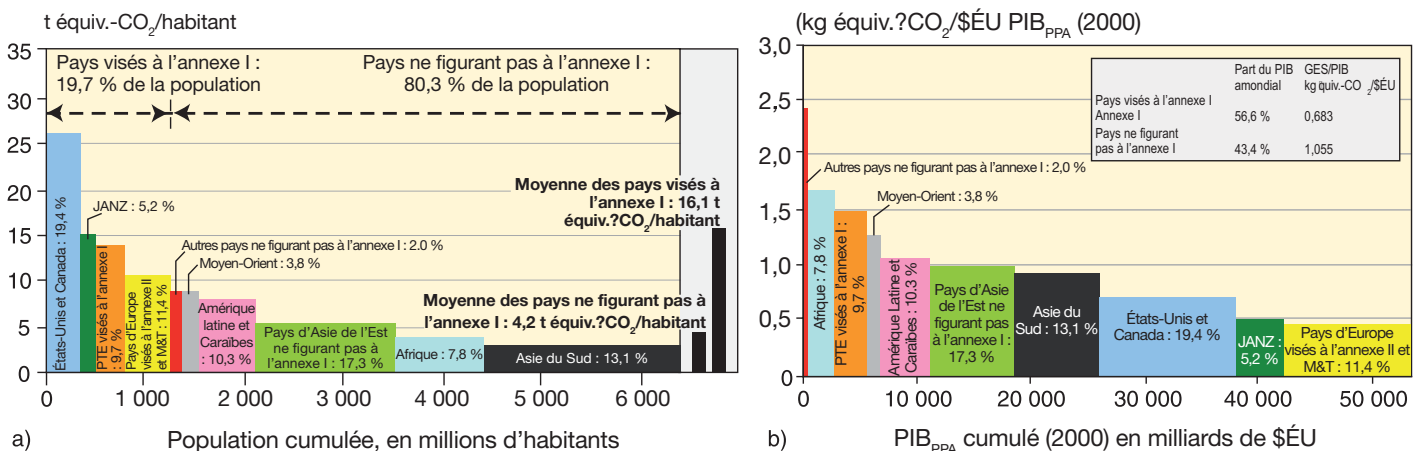 t équiv.-CO2/habitant
35
30
25
20
15
10
5
0
Pays visés à l'annexe I :
19,7 % de la population
Pays ne figurant pas à l'annexe I :
80,3 % de la population
États-Unis et Canada : 19,4 %
JANZ : 5,2 %
PTE visés à l'annexe I
: 9,7 %
Pays d'Europe
visés à l'annexe II
et M&T : 11,4 %
Autres pays ne figurant pas à l'annexe I : 2.0 %
Moyen-Orient : 3,8 %
Amérique
latine et
Caraïbes
: 10,3 %
Pays d'Asie de l'Est
ne figurant pas à
l'annexe I : 17,3 %
Afrique : 7,8 %
Asie du Sud : 13,1 %
Moyenne des pays visés à
l'annexe I : 16,1 t
équiv.?CO2/habitant
Moyenne des pays ne figurant pas à
l'annexe I : 4,2 t équiv.?CO2/habitant
0
1 000
2 000
3 000
4 000
5 000
6 000
a)
Population cumulée, en millions d'habitants
(kg équiv.?CO2/$ÉU PIBPPA (2000)
3,0
2,5
2,0
1,5
1,0
0,5
0
Part du PIB
amondial
GES/PIB
kg équiv.-CO 2/$ÉU
Pays visés à l'annexe I
Annexe I
56,6 %
0,683
Pays ne figurant
pas à l'annexe I
43,4 %
1,055
Autres pays ne figurant pas à l'annexe I : 2,0 %
Afrique : 7,8 %
PTE visés à l'annexe I :
9,7 %
Moyen-Orient : 3,8 %
Amérique Latine et
Caraïbes : 10.3 %
Pays d'Asie
de l'Est ne
figurant pas
à l'annexe I :
17,3 %
Asie du
Sud : 13,1 %
États-Unis et
Canada : 19,4 %
JANZ :
5,2 %
Pays d'Europe
visés à l'annexe II et
M&T : 11,4 %
0
10 000
20 000
30 000
40 000
50 000
b)
PIBPPA cumulé (2000) en milliards de $ÉU